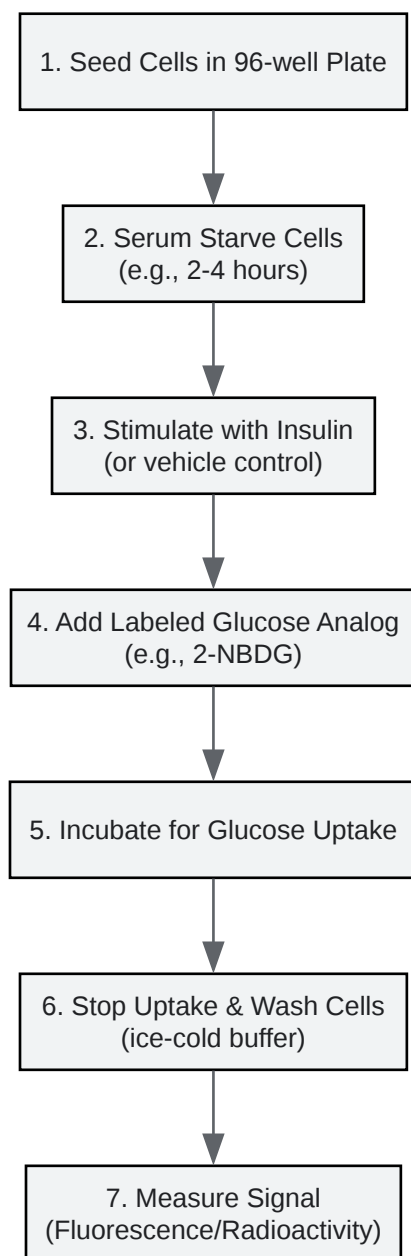 1. Seed Cells in 96-well Plate
2. Serum Starve Cells
(e.g., 2-4 hours)
3. Stimulate with Insulin
(or vehicle control)
4. Add Labeled Glucose Analog
(e.g., 2-NBDG)
5. Incubate for Glucose Uptake
6. Stop Uptake & Wash Cells
(ice-cold buffer)
7. Measure Signal
(Fluorescence/Radioactivity)